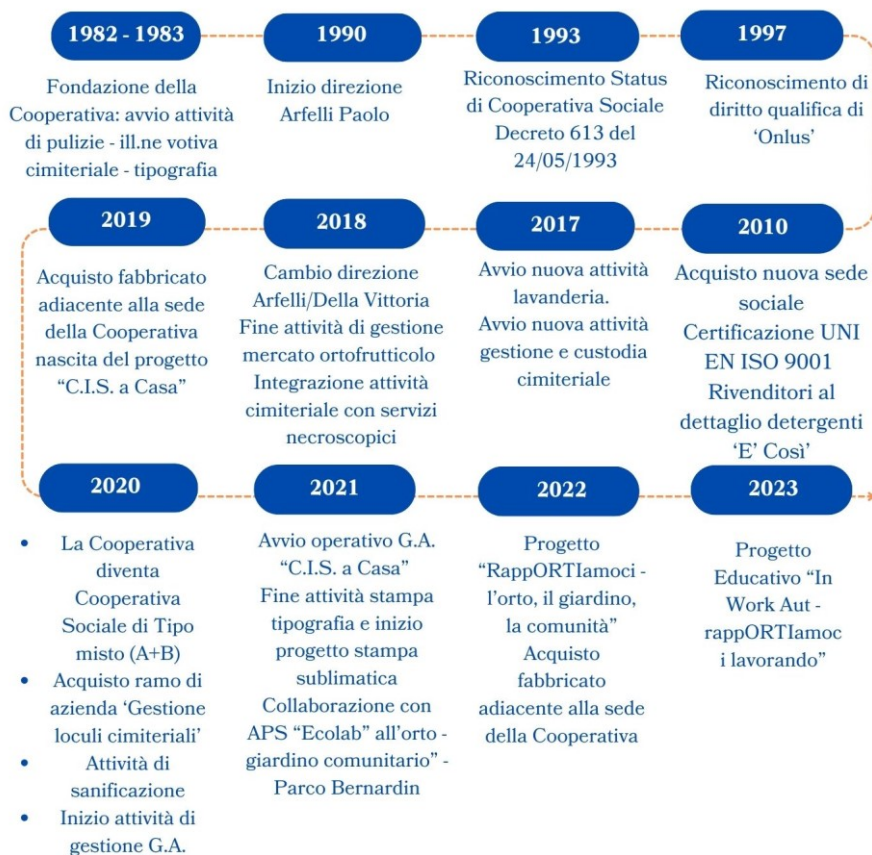 1982 - 1983
Fondazione della
Cooperativa: avvio attività
di pulizie - ill.ne votiva
cimiteriale - tipografia
1990
Inizio direzione
Arfelli Paolo
1993
Riconoscimento Status
di Cooperativa Sociale
Decreto 613 del
24/05/1993
1997
Riconoscimento di
diritto qualifica di
‘Onlus’
2010
Acquisto nuova sede
sociale
Certificazione UNI
EN ISO 9001
Rivenditori al
dettaglio detergenti
‘E’ Così’
2017
Avvio nuova attività
lavanderia.
Avvio nuova attività
gestione e custodia
cimiteriale
2018
Cambio direzione
Arfelli/Della Vittoria
Fine attività di gestione
mercato ortofrutticolo
Integrazione attività
cimiteriale con servizi
necroscopici
2019
Acquisto fabbricato
adiacente alla sede
della Cooperativa
nascita del progetto
“C.I.S. a Casa”
2020
• La Cooperativa
diventa
Cooperativa
Sociale di Tipo
misto (A+B)
• Acquisto ramo di
azienda ‘Gestione
loculi cimiteriali’
• Attività di
sanificazione
• Inizio attività di
gestione G.A.
2021
Avvio operativo G.A.
“C.I.S. a Casa”
Fine attività stampa
tipografia e inizio
progetto stampa
sublimatica
Collaborazione con
APS “Ecolab” all’orto -
giardino comunitario” -
Parco Bernardin
2022
Progetto
“RappORTIamoci -
l’orto, il giardino,
la comunità”
Acquisto
fabbricato
adiacente alla sede
della Cooperativa
2023
Progetto
Educativo “In
Work Aut -
rappORTIamoc
i lavorando”